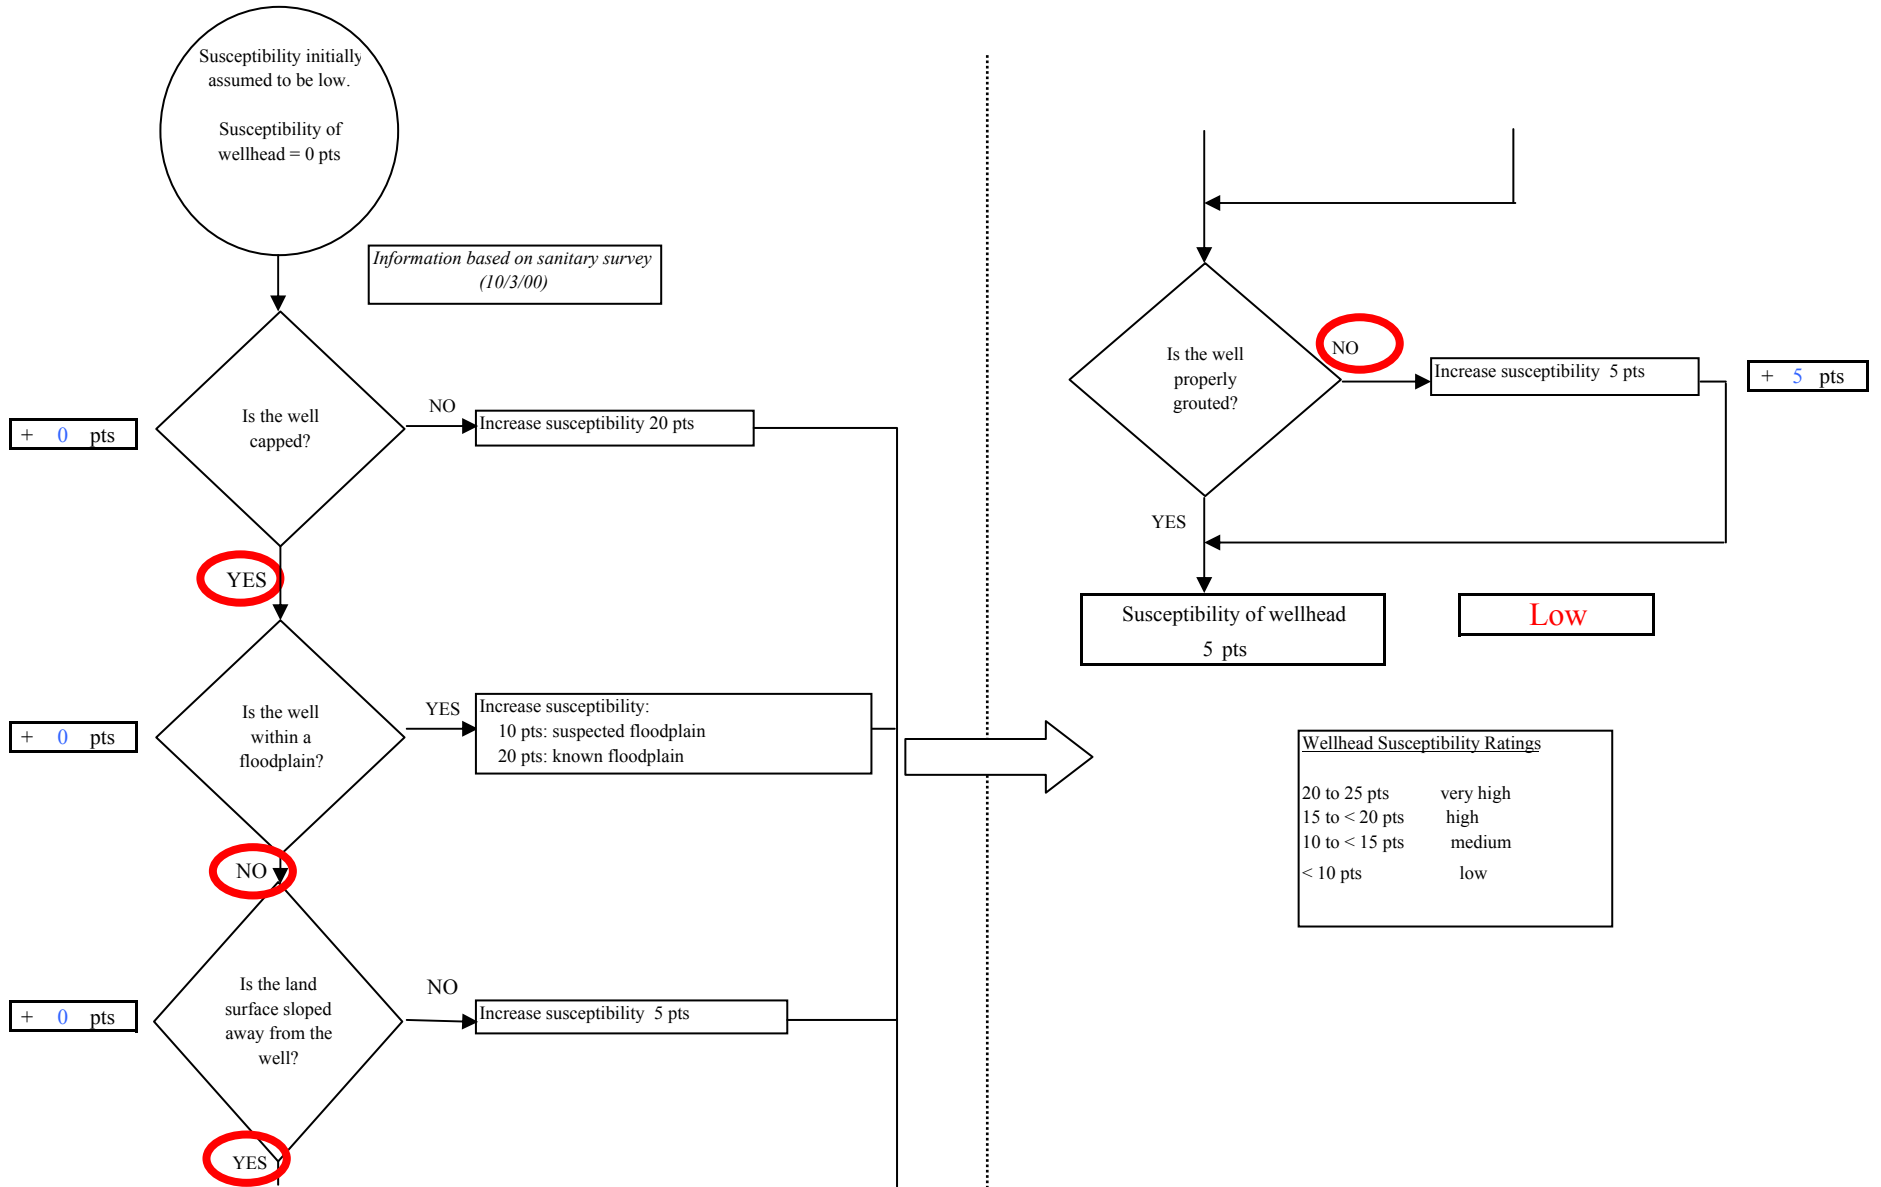 Susceptibility initially
assumed to be low.
Susceptibility of
wellhead = 0 pts
Information based on sanitary survey
(10/3/00)
Is the well
capped?
NO
Increase susceptibility 20 pts
+ 0 pts
YES
Is the well
within a
floodplain?
YES
Increase susceptibility:
10 pts: suspected floodplain
20 pts: known floodplain
+ 0 pts
NO
Is the land
surface sloped
away from the
well?
NO
Increase susceptibility 5 pts
+ 0 pts
YES
Is the well
properly
grouted?
NO
Increase susceptibility 5 pts
+ 5 pts
YES
Susceptibility of wellhead
5 pts
Low
Wellhead Susceptibility Ratings
20 to 25 pts very high
15 to < 20 pts high
10 to < 15 pts medium
< 10 pts low